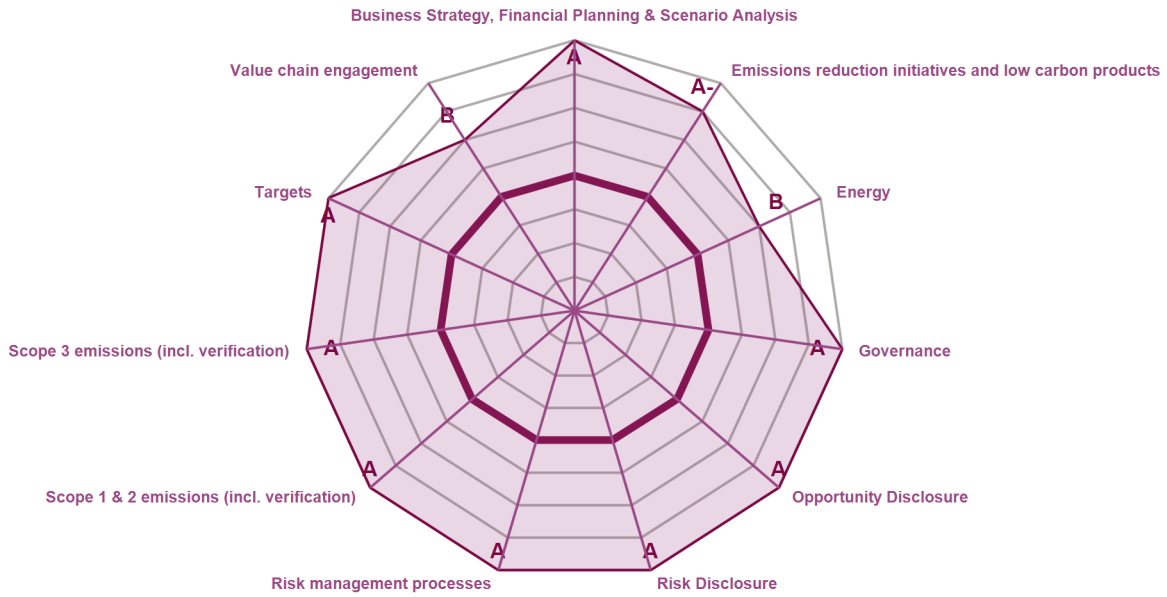 Business Strategy, Financial Planning & Scenario Analysis
A
Value chain engagement
Emissions reduction initiatives and low carbon products
A-
B
Targets
Energy
B
A
Scope 3 emissions (incl. verification)
A
A
Governance
A
A
Scope 1 & 2 emissions (incl. verification)
Opportunity Disclosure
A
A
Risk management processes
Risk Disclosure